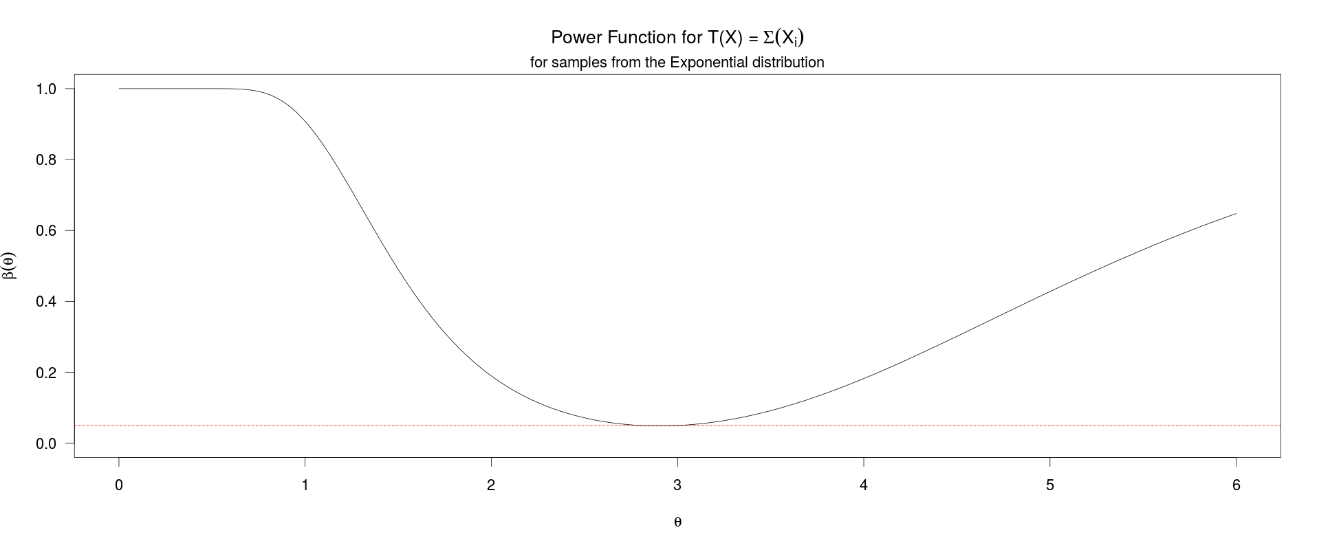 Power Function for T(X) = Σ(Xᵢ)
for samples from the Exponential distribution
β(θ)
1.0
0.8
0.6
0.4
0.2
0.0
0 1 2 3 4 5 6
θ